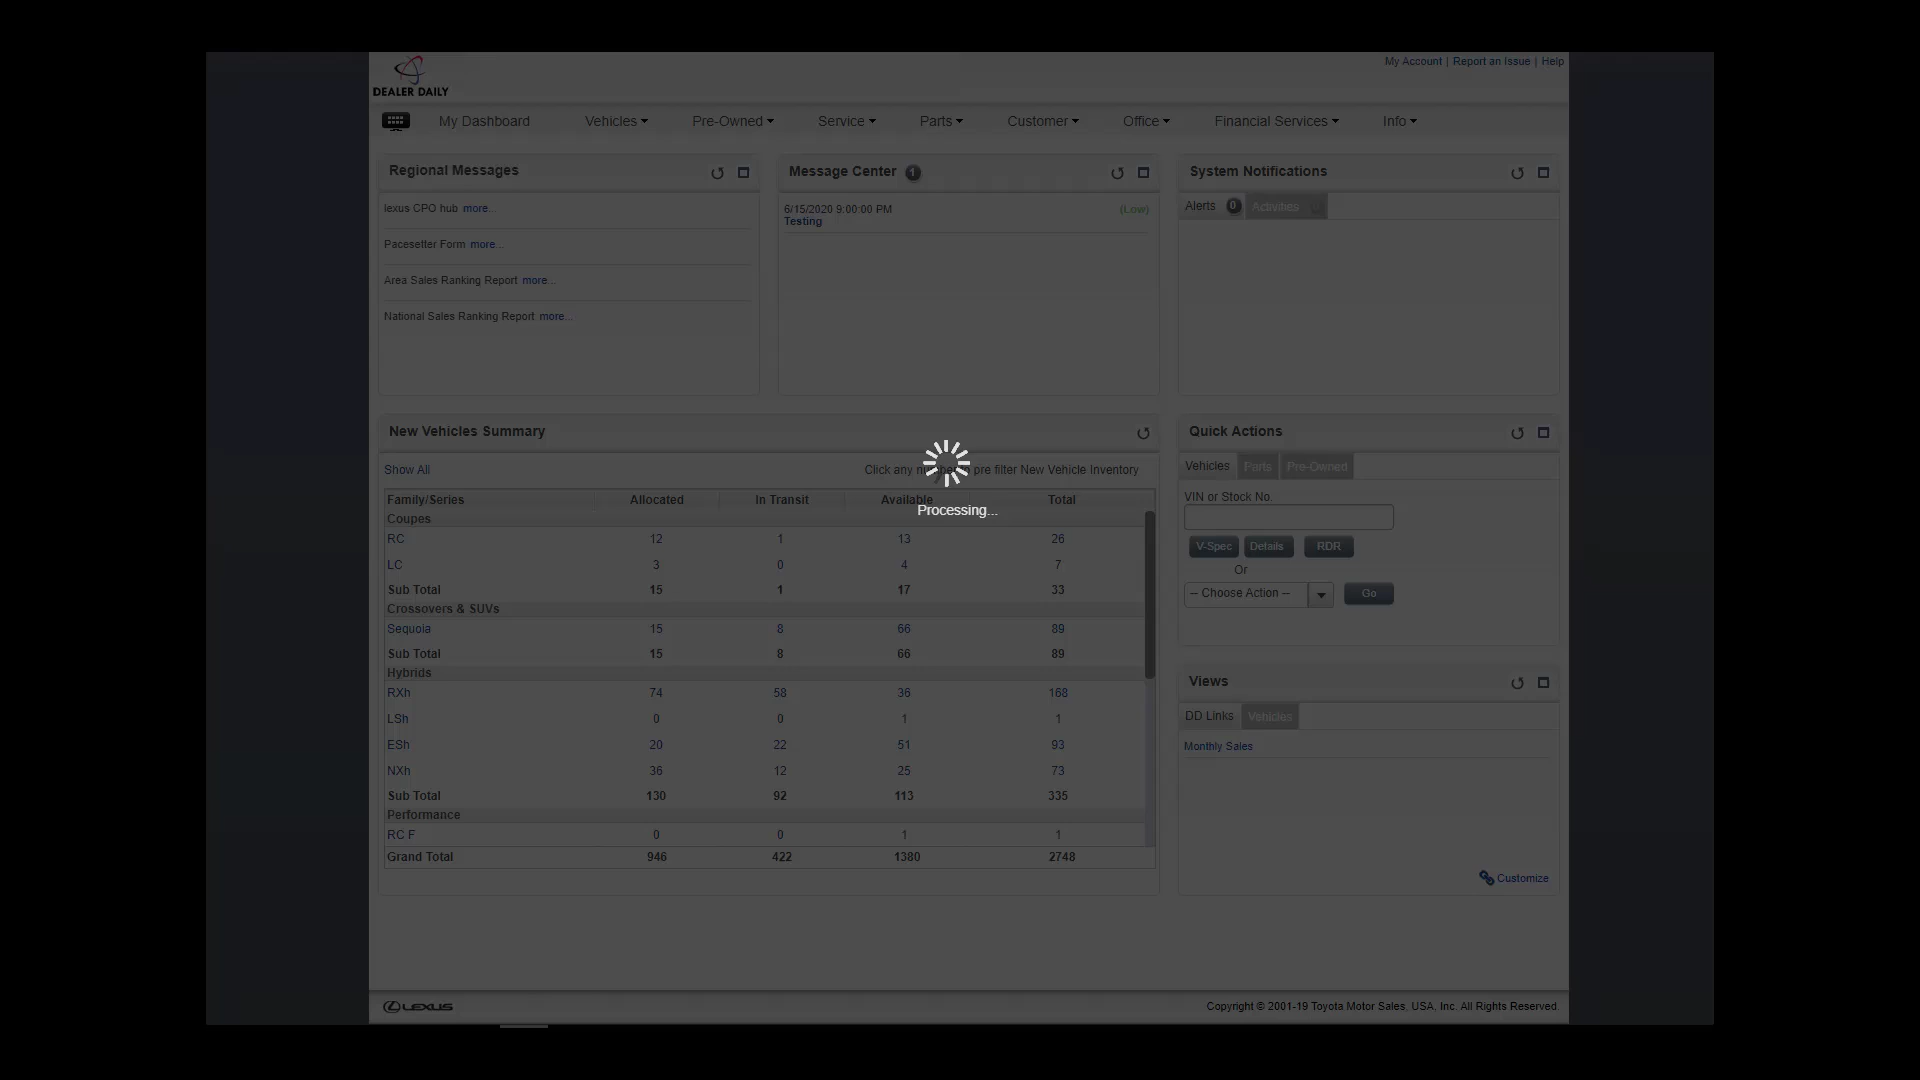 DEALER DAILY
My Account | Report an Issue | Help
My Dashboard Vehicles Pre-Owned Service Parts Customer Office Financial Services Info
Regional Messages
lexus CPO hub more...
Pacesetter Form more...
Area Sales Ranking Report more...
National Sales Ranking Report more...
Message Center 1
6/15/2020 9:00:00 PM (Low)
Testing
System Notifications
Alerts 0 Activities
New Vehicles Summary
Show All Click any to pre filter New Vehicle Inventory
Processing...
Family/Series Allocated In Transit Available Total
Coupes
RC 12 1 13 26
LC 3 0 4 7
Sub Total 15 1 17 33
Crossovers & SUVs
Sequoia 15 8 66 89
Sub Total 15 8 66 89
Hybrids
RXh 74 58 36 168
LSh 0 0 1 1
ESh 20 22 51 93
NXh 36 12 25 73
Sub Total 130 92 113 335
Performance
RC F 0 0 1 1
Grand Total 946 422 1380 2748
Quick Actions
Vehicles Parts Pre-Owned
VIN or Stock No.
V-Spec Details RDR
Or
-- Choose Action -- Go
Views
DD Links Vehicles
Monthly Sales
Customize
LEXUS
Copyright © 2001-19 Toyota Motor Sales, USA, Inc. All Rights Reserved.